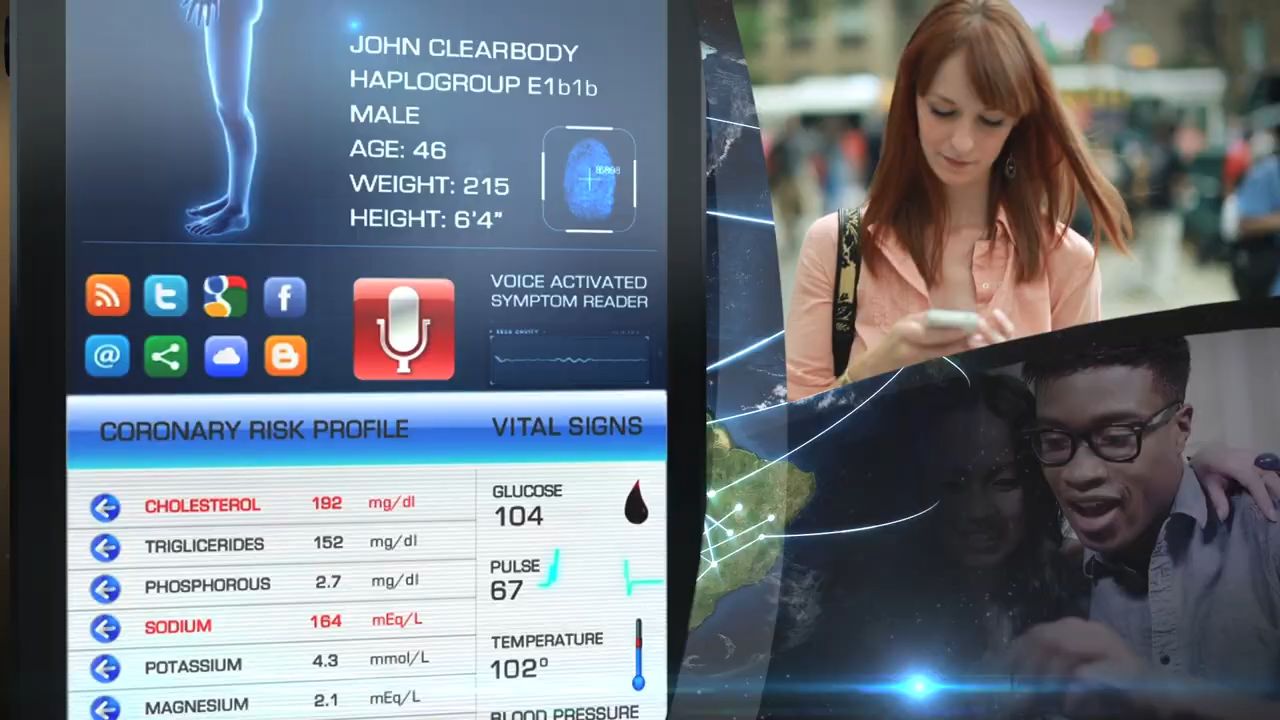 JOHN CLEARBODY
HAPLOGROUP E1b1b
MALE
AGE: 46
WEIGHT: 215
HEIGHT: 6'4"
VOICE ACTIVATED
SYMPTOM READER
CORONARY RISK PROFILE
VITAL SIGNS
CHOLESTEROL 192 mg/dl
TRIGLICERIDES 152 mg/dl
PHOSPHOROUS 2.7 mg/dl
SODIUM 164 mEq/L
POTASSIUM 4.3 mmol/L
MAGNESIUM 2.1 mEq/L
GLUCOSE
104
PULSE
67
TEMPERATURE
102°
BLOOD PRESSURE